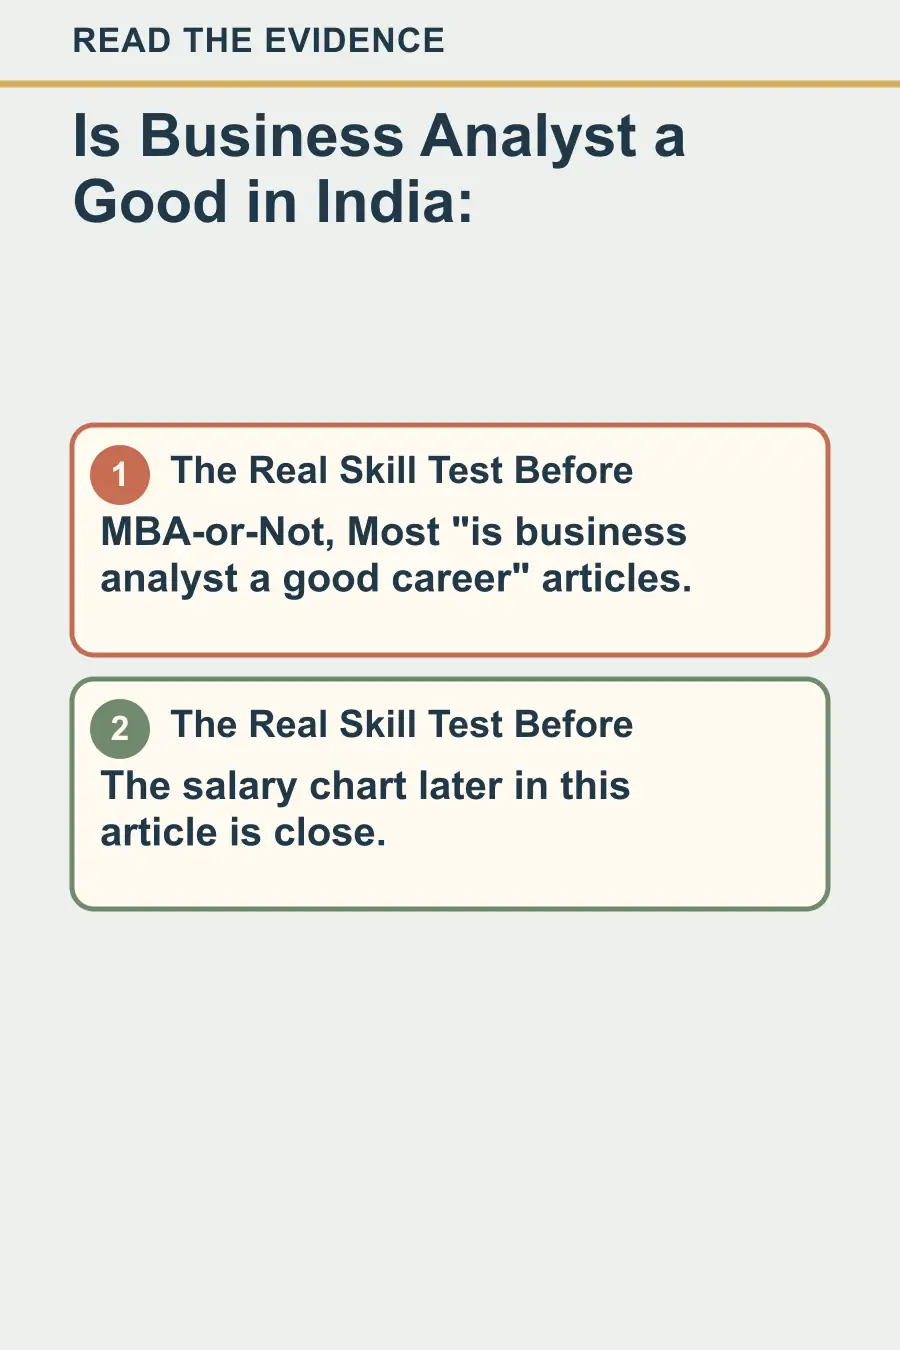 READ THE EVIDENCE
Is Business Analyst a
Good in India:
1 The Real Skill Test Before
MBA-or-Not, Most "is business
analyst a good career" articles.
2 The Real Skill Test Before
The salary chart later in this
article is close.